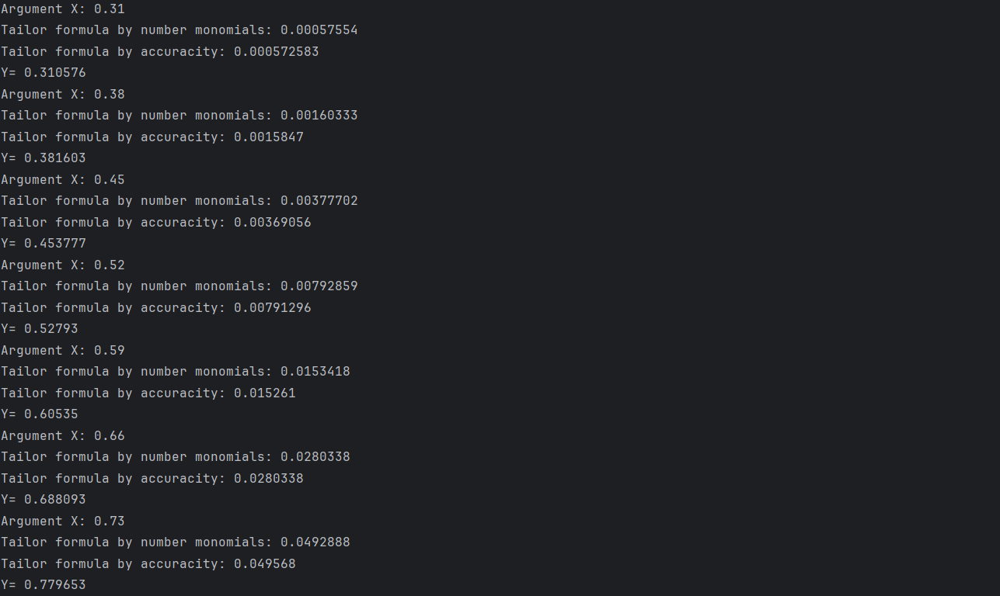 Argument X: 0.31
Tailor formula by number monomials: 0.00057554
Tailor formula by accuracity: 0.000572583
Y= 0.310576
Argument X: 0.38
Tailor formula by number monomials: 0.00160333
Tailor formula by accuracity: 0.0015847
Y= 0.381603
Argument X: 0.45
Tailor formula by number monomials: 0.00377702
Tailor formula by accuracity: 0.00369056
Y= 0.453777
Argument X: 0.52
Tailor formula by number monomials: 0.00792859
Tailor formula by accuracity: 0.00791296
Y= 0.52793
Argument X: 0.59
Tailor formula by number monomials: 0.0153418
Tailor formula by accuracity: 0.015261
Y= 0.60535
Argument X: 0.66
Tailor formula by number monomials: 0.0280338
Tailor formula by accuracity: 0.0280338
Y= 0.688093
Argument X: 0.73
Tailor formula by number monomials: 0.0492888
Tailor formula by accuracity: 0.049568
Y= 0.779653